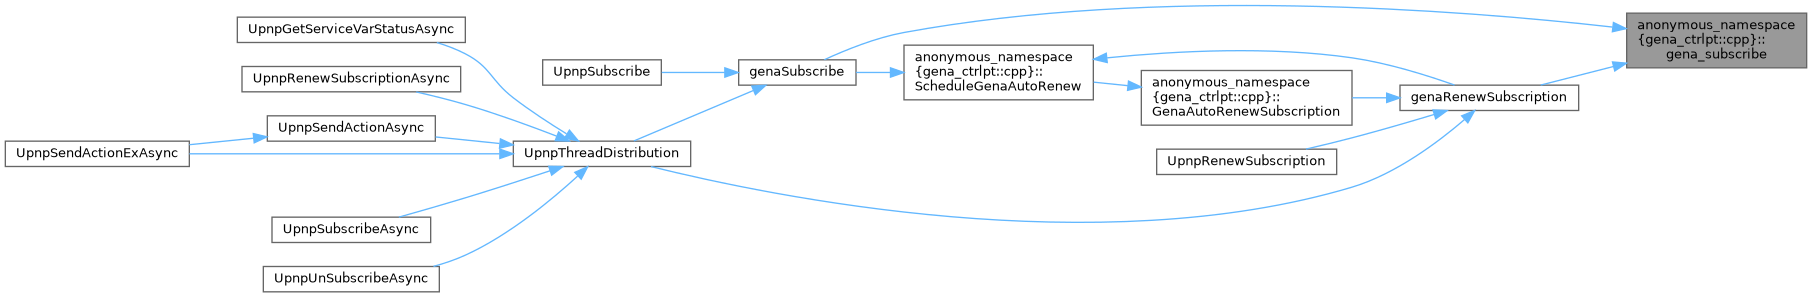 UpnpGetServiceVarStatusAsync
UpnpRenewSubscriptionAsync
UpnpSendActionAsync
UpnpSendActionExAsync
UpnpSubscribeAsync
UpnpUnSubscribeAsync
UpnpSubscribe
UpnpThreadDistribution
genaSubscribe
anonymous_namespace
{gena_ctrlpt::cpp}::
ScheduleGenaAutoRenew
anonymous_namespace
{gena_ctrlpt::cpp}::
GenaAutoRenewSubscription
UpnpRenewSubscription
genaRenewSubscription
anonymous_namespace
{gena_ctrlpt::cpp}::
gena_subscribe